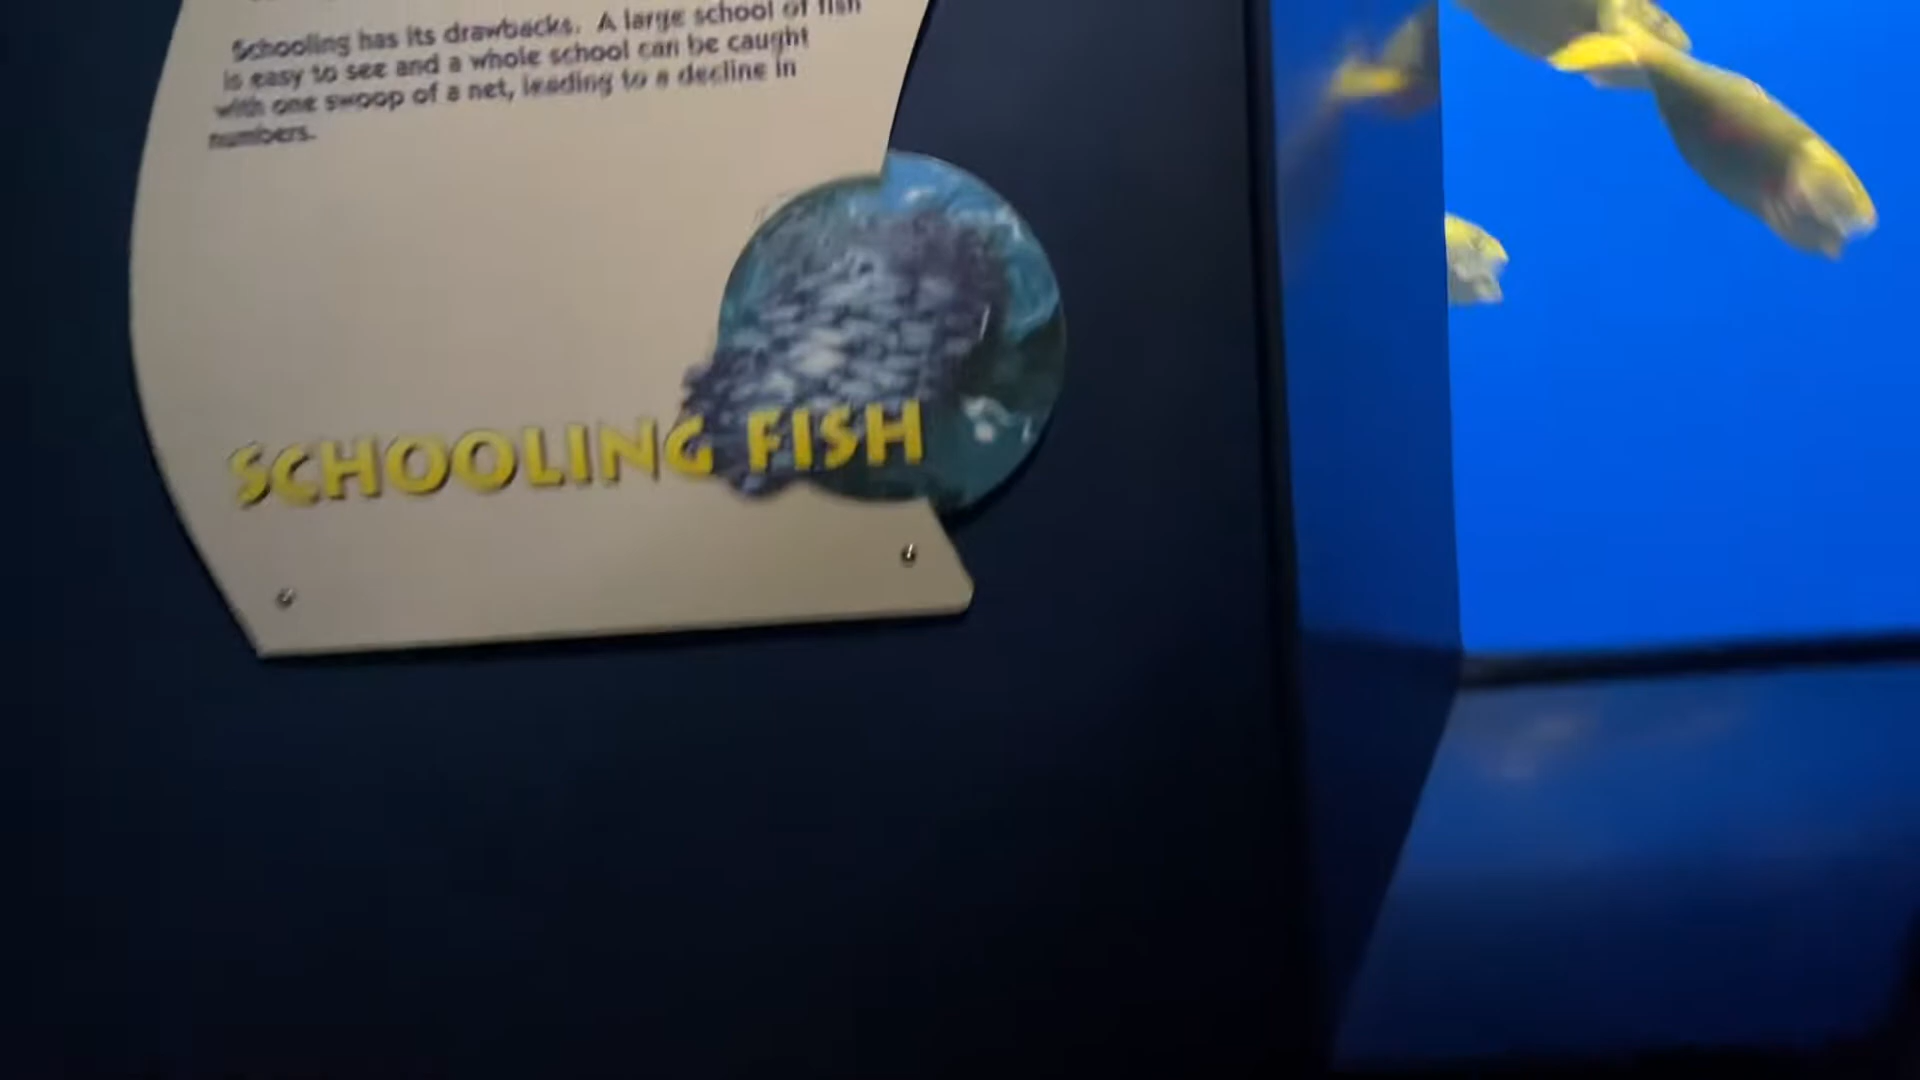 Schooling has its drawbacks. A large school of fish
is easy to see and a whole school can be caught
with one swoop of a net, leading to a decline in
numbers.
SCHOOLING FISH